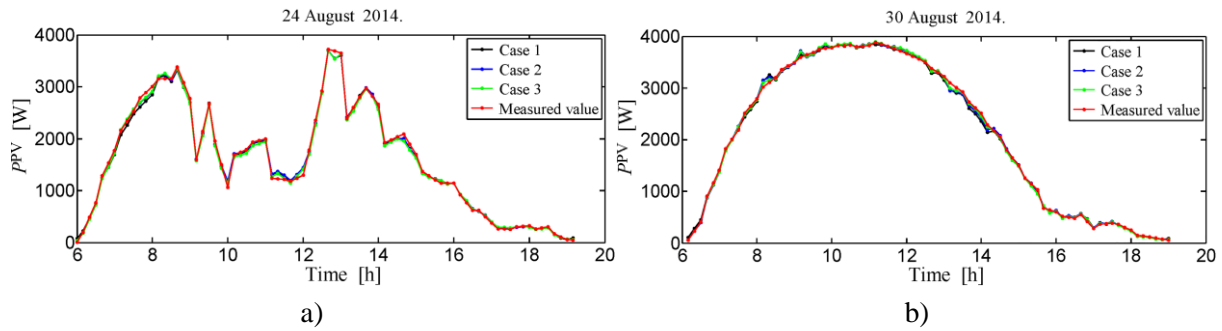 24 August 2014.
PPV [W]
4000
3000
2000
1000
0
Case 1
Case 2
Case 3
Measured value
6 8 10 12 14 16 18 20
Time [h]
a)
30 August 2014.
PPV [W]
4000
3000
2000
1000
0
Case 1
Case 2
Case 3
Measured value
6 8 10 12 14 16 18 20
Time [h]
b)